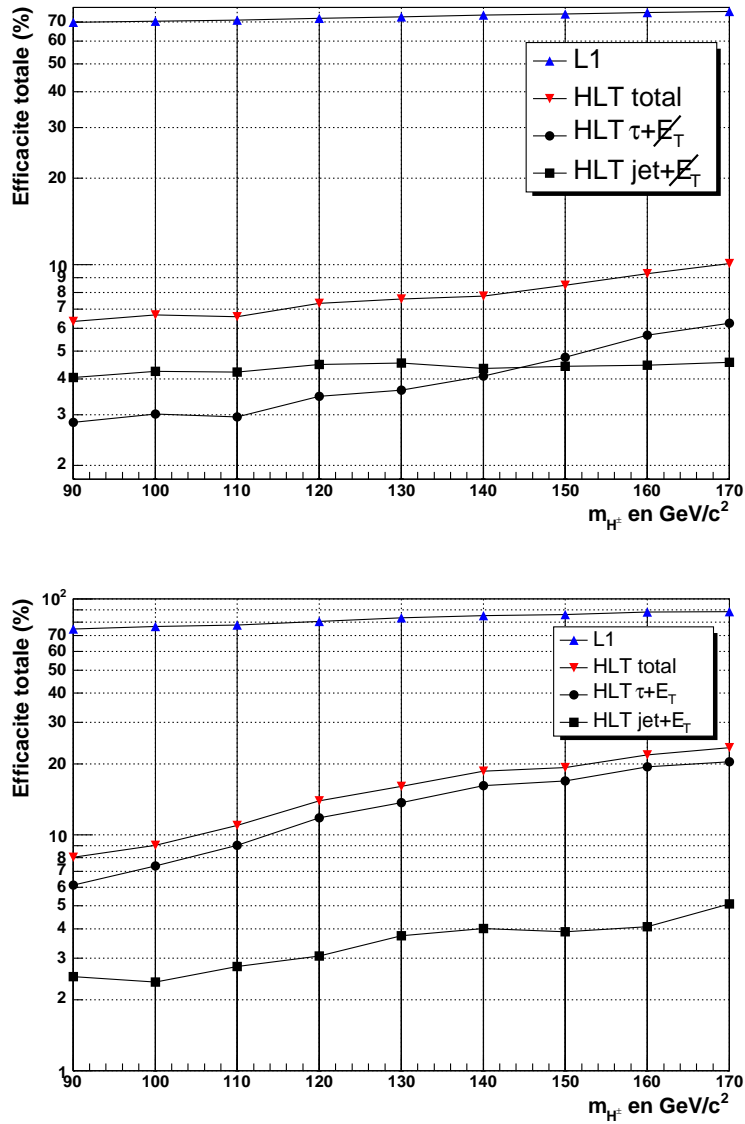 Efficacite totale (%)
70
60
50
40
30
20
10
9
8
7
6
5
4
3
2
L1
HLT total
HLT τ+E̸T
HLT jet+E̸T
90 100 110 120 130 140 150 160 170
mH± en GeV/c2
Efficacite totale (%)
102
70
60
50
40
30
20
10
8
7
6
5
4
3
2
1
L1
HLT total
HLT τ+ET
HLT jet+ET
90 100 110 120 130 140 150 160 170
mH± en GeV/c2